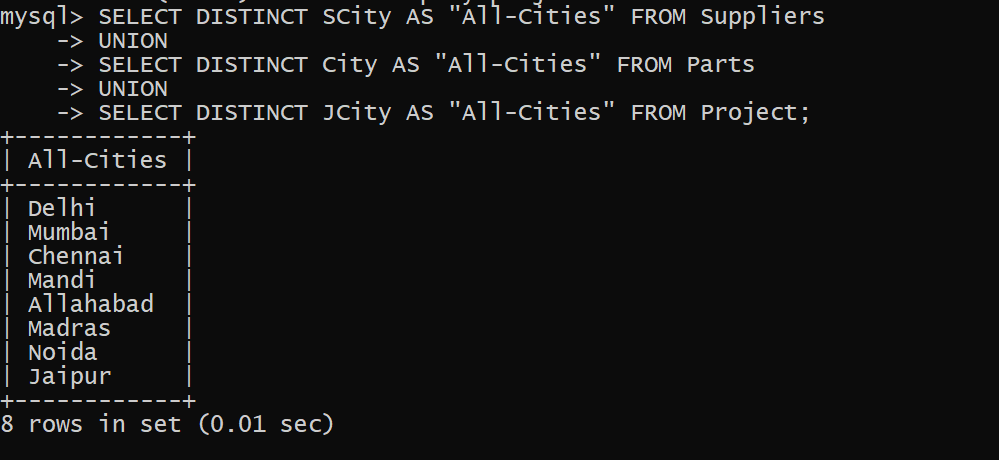 mysql> SELECT DISTINCT SCity AS "All-Cities" FROM Suppliers
    -> UNION
    -> SELECT DISTINCT City AS "All-Cities" FROM Parts
    -> UNION
    -> SELECT DISTINCT JCity AS "All-Cities" FROM Project;
+------------+
| All-Cities |
+------------+
| Delhi      |
| Mumbai     |
| Chennai    |
| Mandi      |
| Allahabad  |
| Madras     |
| Noida      |
| Jaipur     |
+------------+
8 rows in set (0.01 sec)